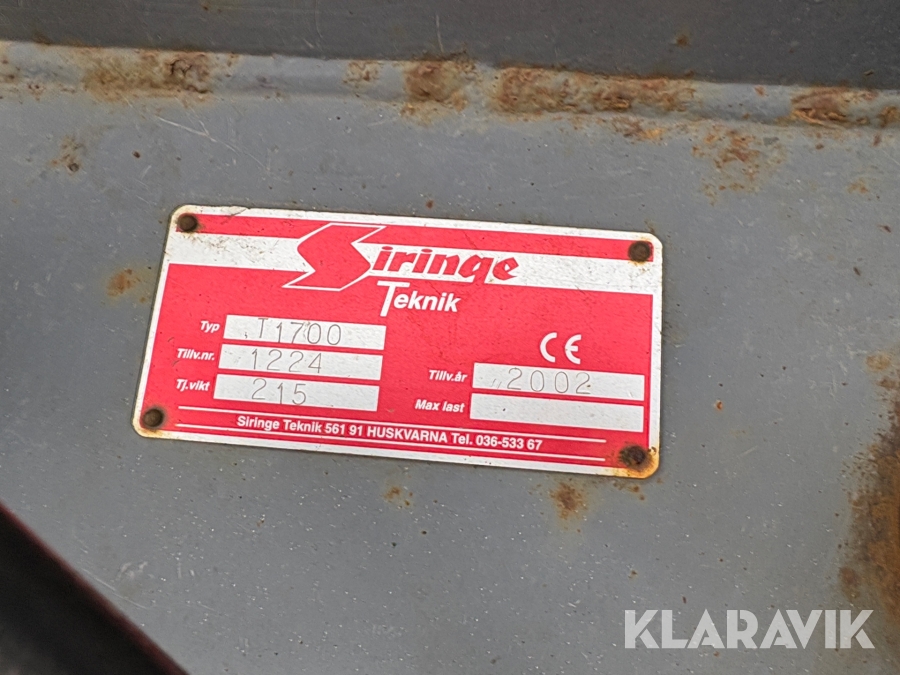 Siringe
Teknik
Typ T1700
Tillv.nr. 1224
Tj.vikt 215
CE
Tillv.år 2002
Max last
Siringe Teknik 561 91 HUSKVARNA Tel. 036-533 67
KLARAVIK